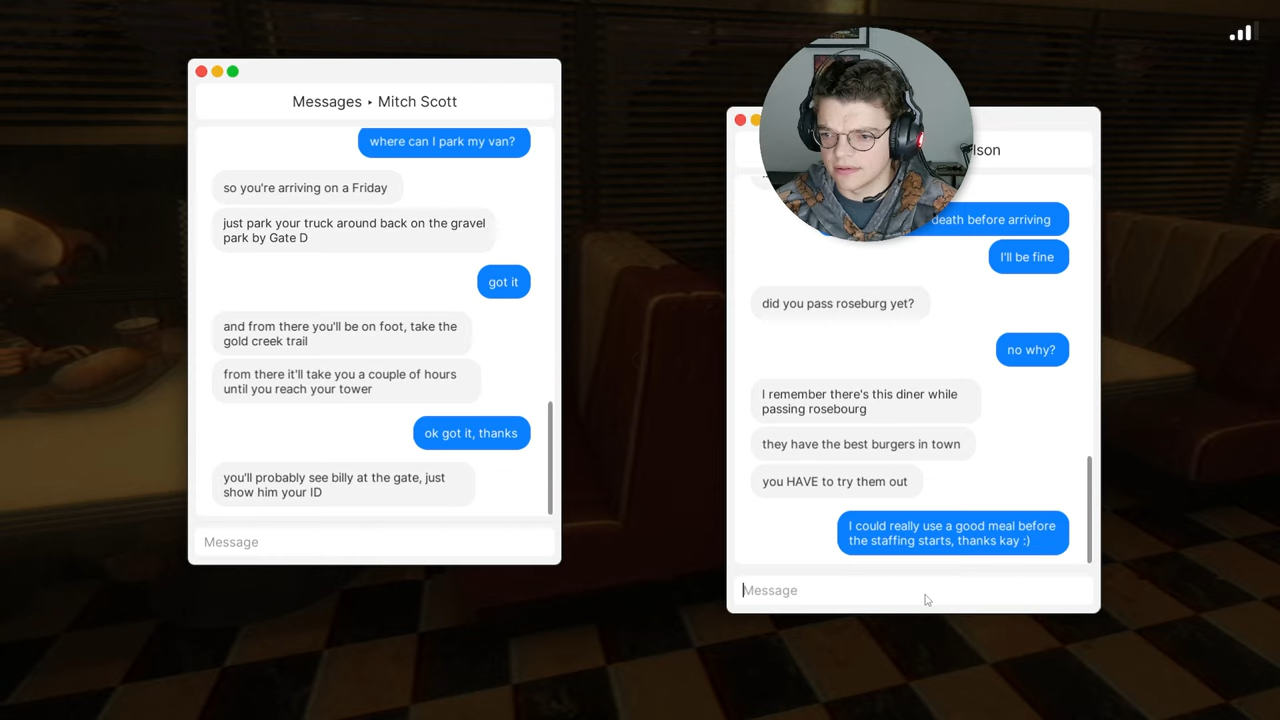 Messages ‣ Mitch Scott
where can I park my van?
so you're arriving on a Friday
just park your truck around back on the gravel
park by Gate D
got it
and from there you'll be on foot, take the
gold creek trail
from there it'll take you a couple of hours
until you reach your tower
ok got it, thanks
you'll probably see billy at the gate, just
show him your ID
Message
death before arriving
I'll be fine
did you pass roseburg yet?
no why?
I remember there's this diner while
passing rosebourg
they have the best burgers in town
you HAVE to try them out
I could really use a good meal before
the staffing starts, thanks kay :)
Message